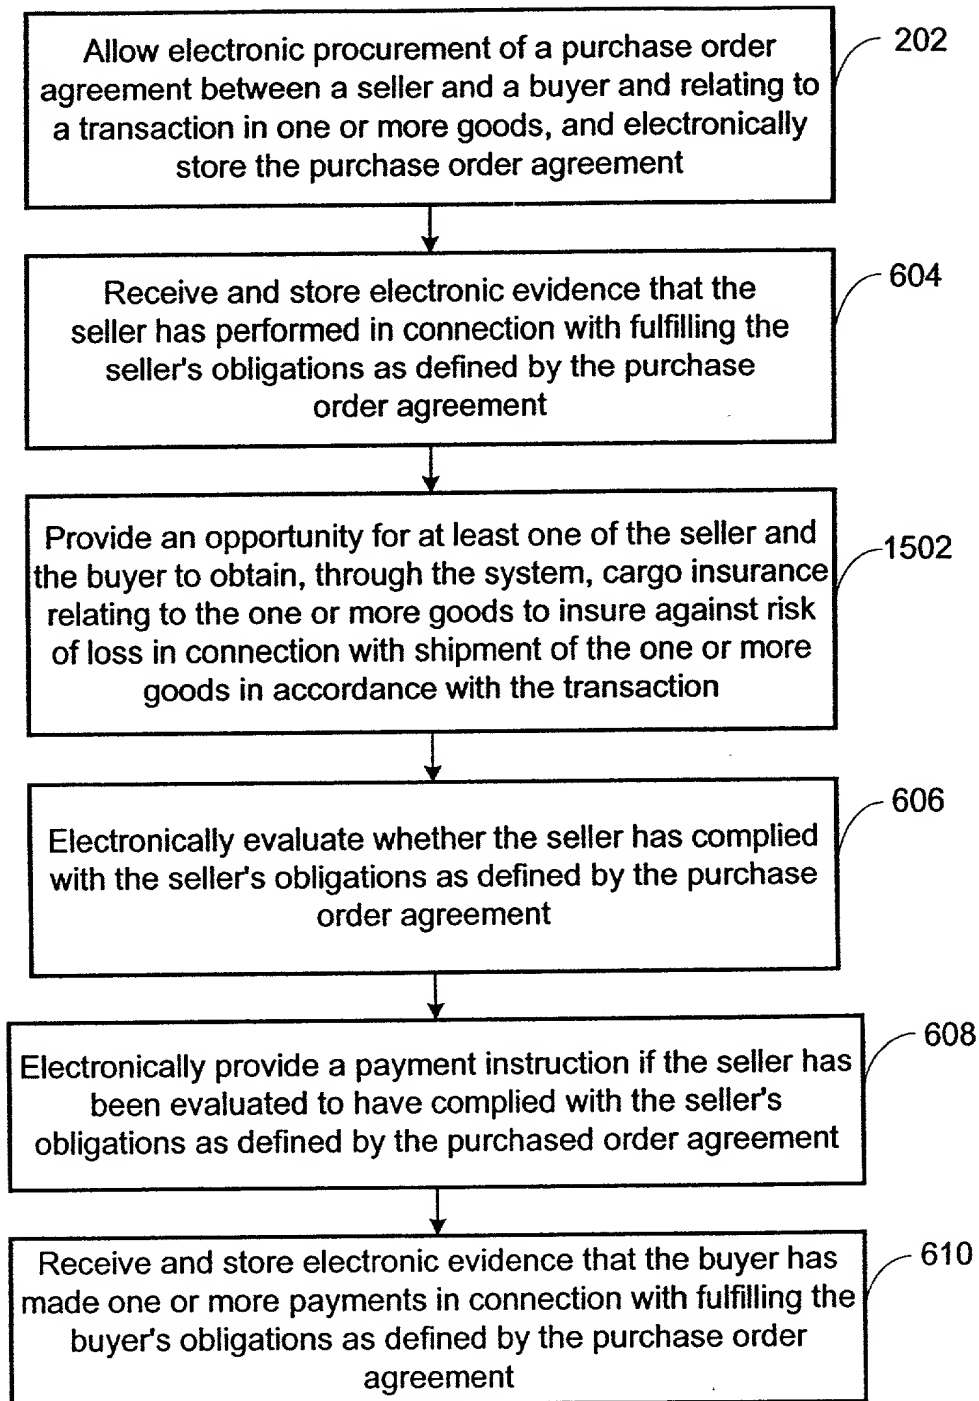 Allow electronic procurement of a purchase order
agreement between a seller and a buyer and relating to
a transaction in one or more goods, and electronically
store the purchase order agreement
202
Receive and store electronic evidence that the
seller has performed in connection with fulfilling the
seller's obligations as defined by the purchase
order agreement
604
Provide an opportunity for at least one of the seller and
the buyer to obtain, through the system, cargo insurance
relating to the one or more goods to insure against risk
of loss in connection with shipment of the one or more
goods in accordance with the transaction
1502
Electronically evaluate whether the seller has complied
with the seller's obligations as defined by the purchase
order agreement
606
Electronically provide a payment instruction if the seller has
been evaluated to have complied with the seller's
obligations as defined by the purchased order agreement
608
Receive and store electronic evidence that the buyer has
made one or more payments in connection with fulfilling the
buyer's obligations as defined by the purchase order
agreement
610